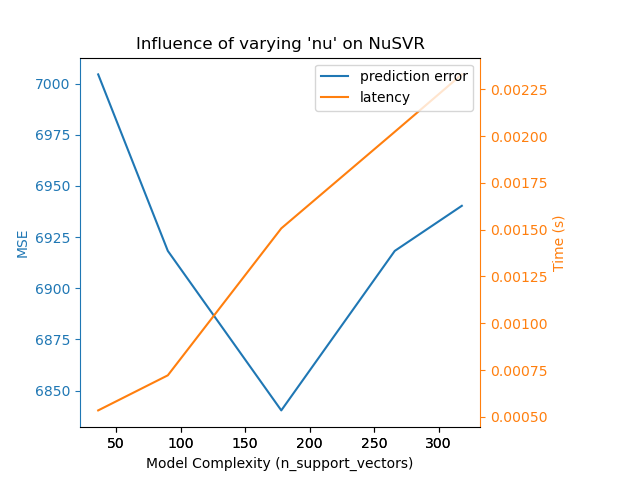 Influence of varying 'nu' on NuSVR
prediction error
latency
7000
6975
6950
6925
6900
6875
6850
MSE
0.00225
0.00200
0.00175
0.00150
0.00125
0.00100
0.00075
0.00050
Time (s)
50 100 150 200 250 300
Model Complexity (n_support_vectors)